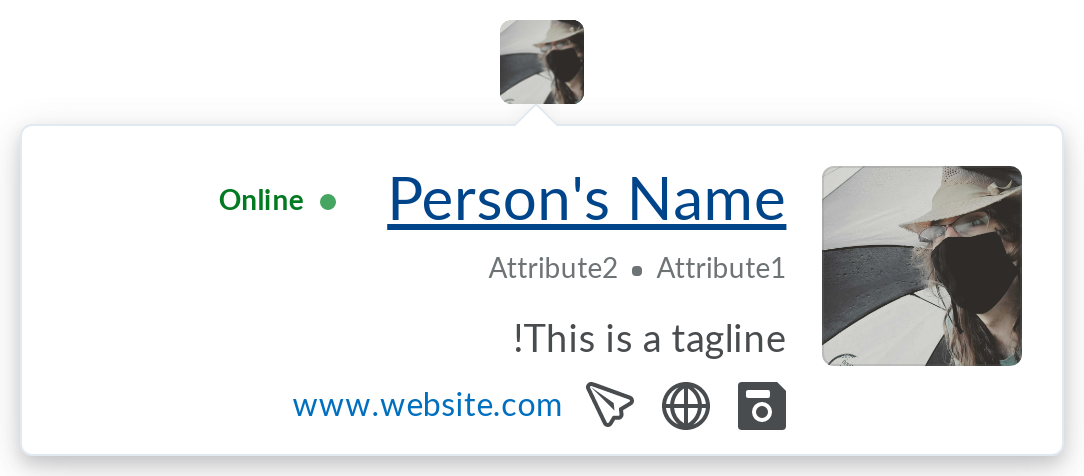 Person's Name Online
Attribute1 • Attribute2
!This is a tagline
www.website.com